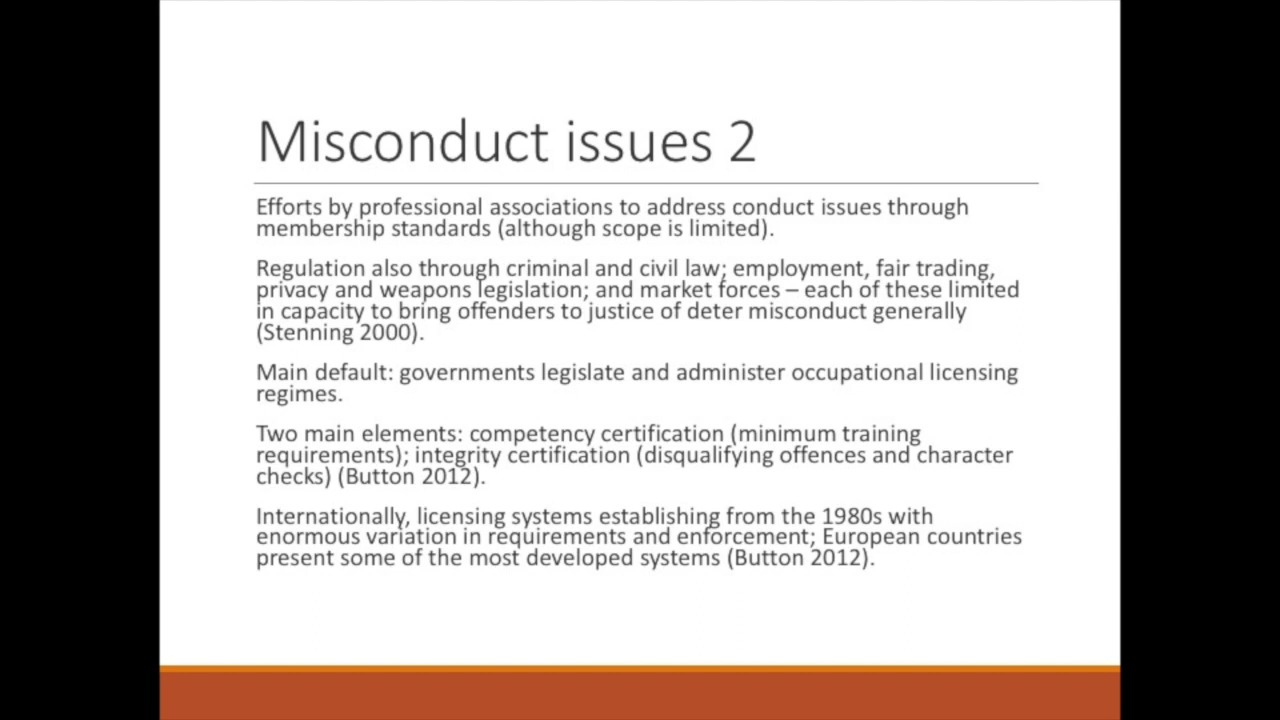 Misconduct issues 2
Efforts by professional associations to address conduct issues through
membership standards (although scope is limited).
Regulation also through criminal and civil law; employment, fair trading,
privacy and weapons legislation; and market forces – each of these limited
in capacity to bring offenders to justice of deter misconduct generally
(Stenning 2000).
Main default: governments legislate and administer occupational licensing
regimes.
Two main elements: competency certification (minimum training
requirements); integrity certification (disqualifying offences and character
checks) (Button 2012).
Internationally, licensing systems establishing from the 1980s with
enormous variation in requirements and enforcement; European countries
present some of the most developed systems (Button 2012).